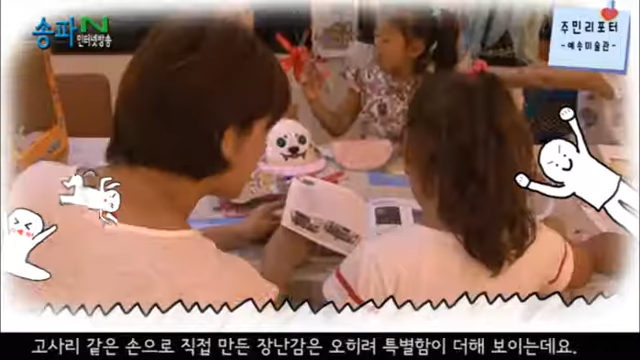 송파N
인터넷방송
주민리포터
-예송미술관-
고사리 같은 손으로 직접 만든 장난감은 오히려 특별함이 더해 보이는데요.